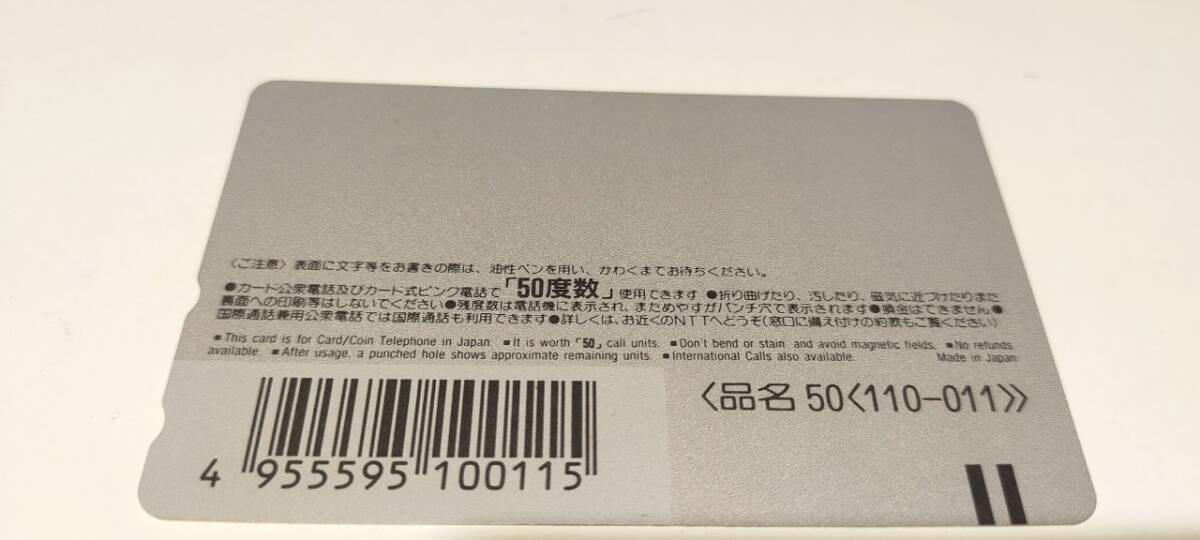 〈ご注意〉表面に文字等をお書きの際は、油性ペンを用い、かわくまでお待ちください。
●カード公衆電話及びカード式ピンク電話で「50度数」使用できます ●折り曲げたり、汚したり、磁気に近づけたりまた
裏面への印刷等はしないでください●残度数は電話機に表示され、まためやすがパンチ穴で表示されます●換金はできません●
国際通話兼用公衆電話では国際通話も利用できます●詳しくは、お近くのNTTへどうぞ(窓口に備え付けの約款もご覧ください)
■This card is for Card/Coin Telephone in Japan. ■It is worth「50」call units. ■Don't bend or stain and avoid magnetic fields. ■No refunds
available. ■After usage, a punched hole shows approximate remaining units. ■International Calls also available. Made in Japan
〈品名 50〈110-011〉〉
4 955595 100115